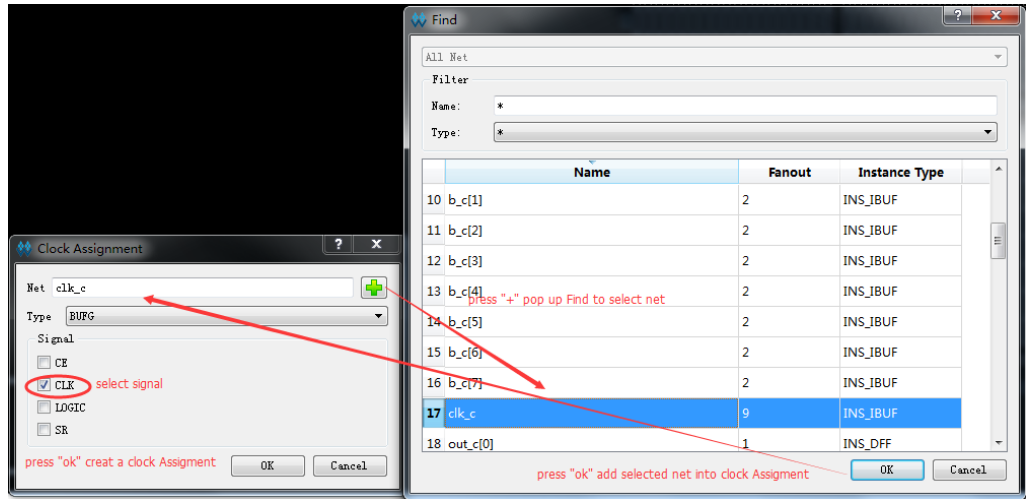 Find
All Net
Filter
Name: *
Type: *
Name Fanout Instance Type
10 b_c[1] 2 INS_IBUF
11 b_c[2] 2 INS_IBUF
12 b_c[3] 2 INS_IBUF
13 b_c[4] 2 INS_IBUF
press "+" pop up Find to select net
14 b_c[5] 2 INS_IBUF
15 b_c[6] 2 INS_IBUF
16 b_c[7] 2 INS_IBUF
17 clk_c 9 INS_IBUF
18 out_c[0] 1 INS_DFF
press "ok" add selected net into clock Assigment
OK Cancel
Clock Assignment
Net clk_c
Type BUFG
Signal
CE
CLK select signal
LOGIC
SR
press "ok" creat a clock Assigment
OK Cancel